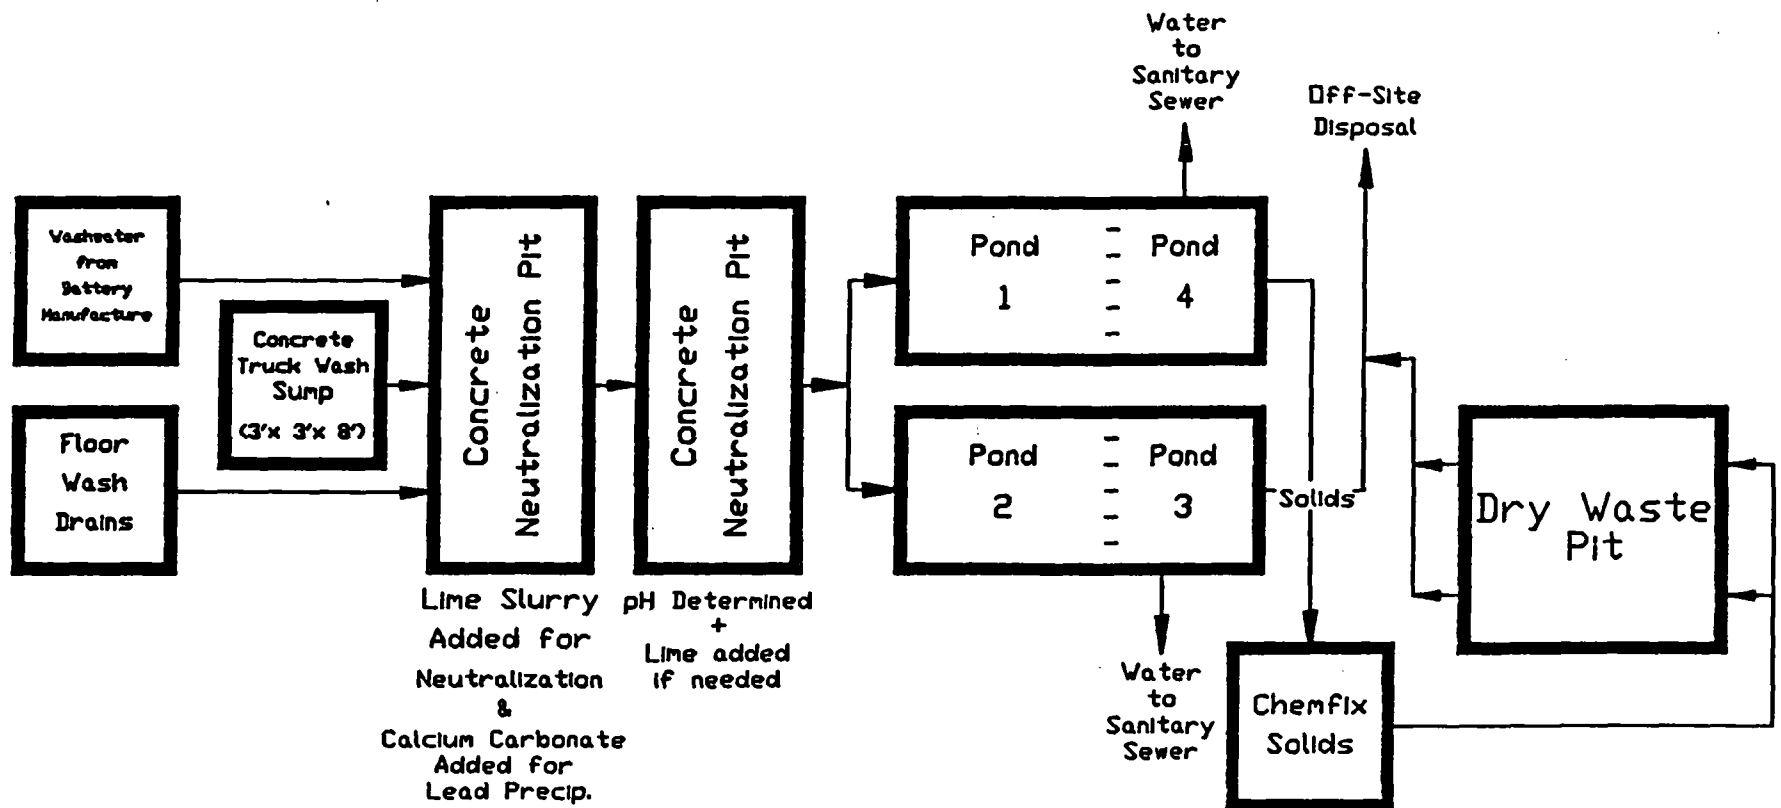 Water
to
Sanitary
Sewer
Off-Site
Disposal
Washwater
from
Battery
Manufacture
Concrete
Truck Wash
Sump
(3'x 3'x 8')
Floor
Wash
Drains
Concrete
Neutralization Pit
Lime Slurry
Added for
Neutralization
&
Calcium Carbonate
Added for
Lead Precip.
Concrete
Neutralization Pit
pH Determined
+
Lime added
if needed
Pond
1
Pond
4
Pond
2
Pond
3
Solids
Water
to
Sanitary
Sewer
Chemfix
Solids
Dry Waste
Pit